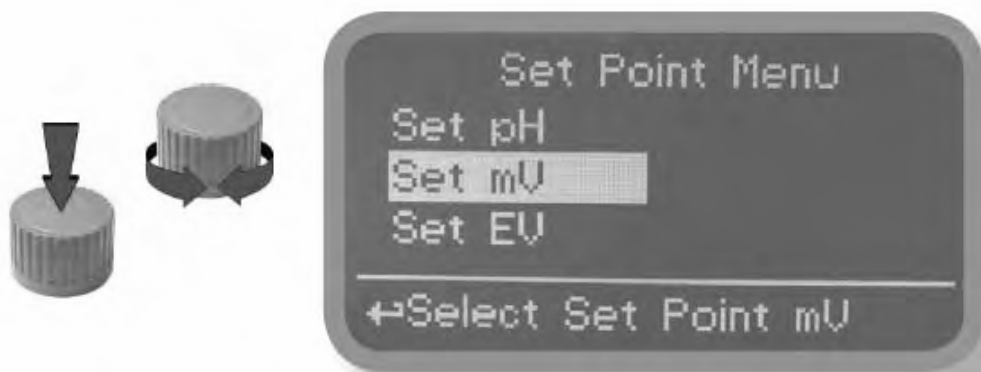 Set Point Menu
Set pH
Set mV
Set EV
↵Select Set Point mV